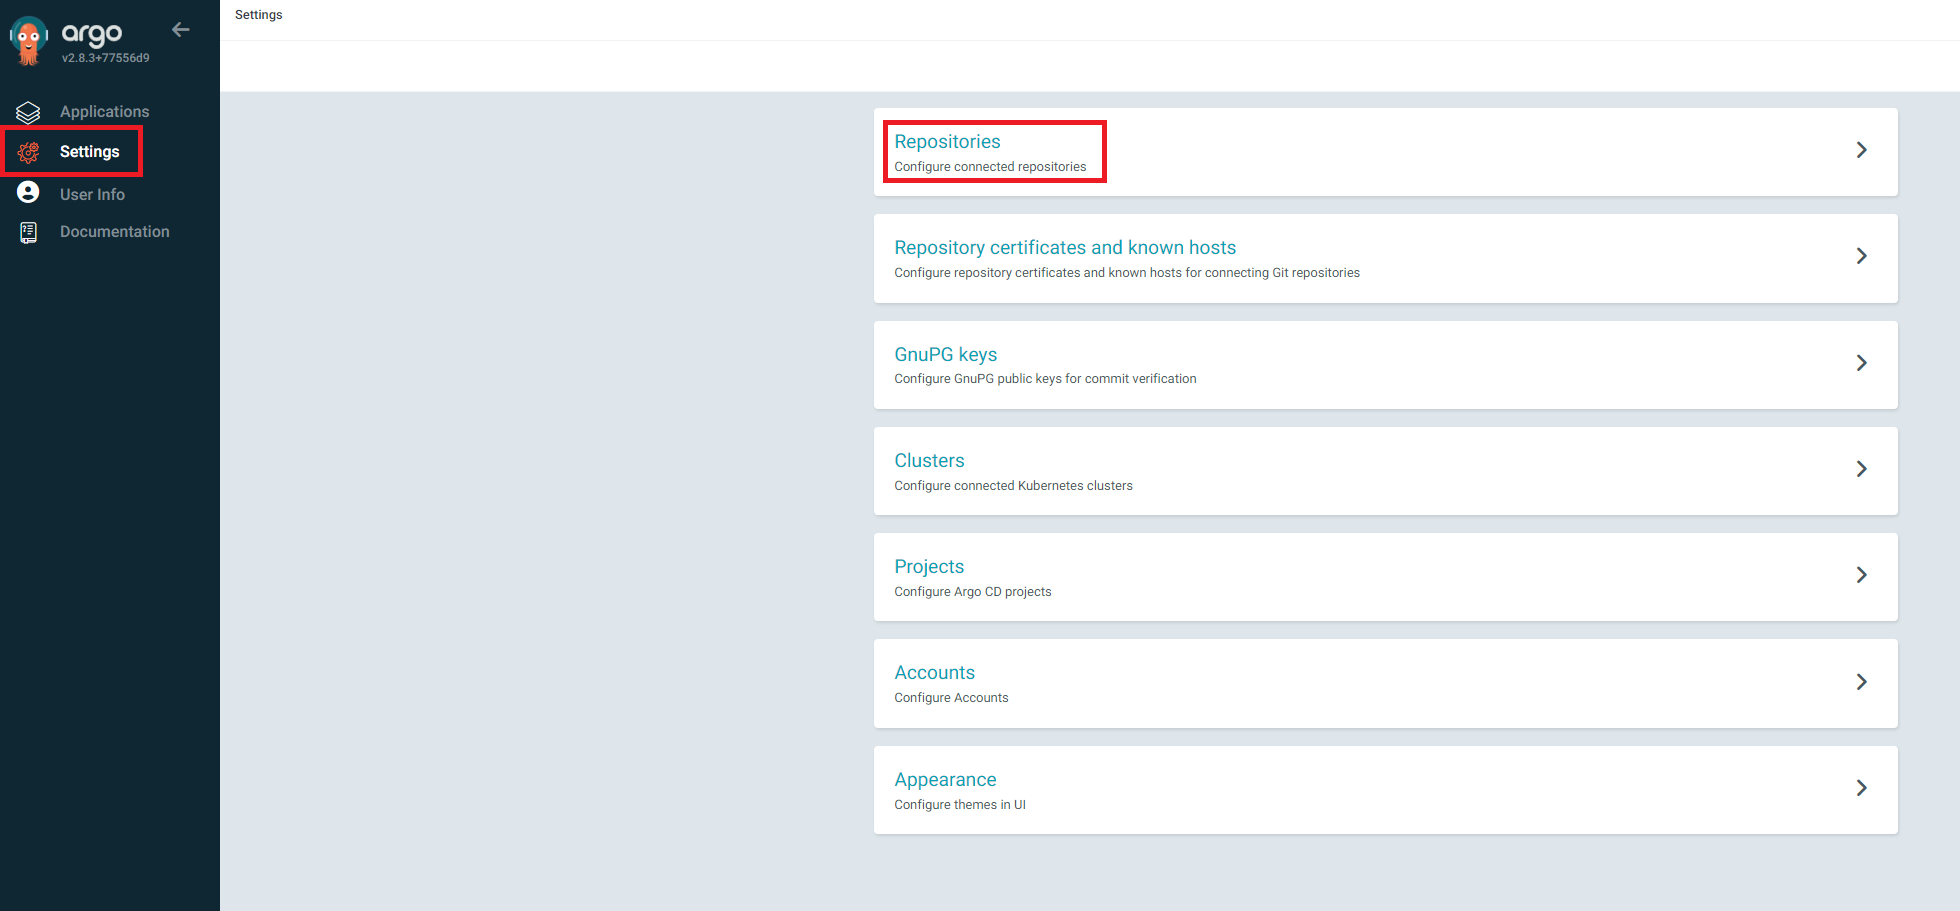 argo
v2.8.3+77556d9
Applications
Settings
User Info
Documentation
Settings
Repositories
Configure connected repositories
Repository certificates and known hosts
Configure repository certificates and known hosts for connecting Git repositories
GnuPG keys
Configure GnuPG public keys for commit verification
Clusters
Configure connected Kubernetes clusters
Projects
Configure Argo CD projects
Accounts
Configure Accounts
Appearance
Configure themes in UI